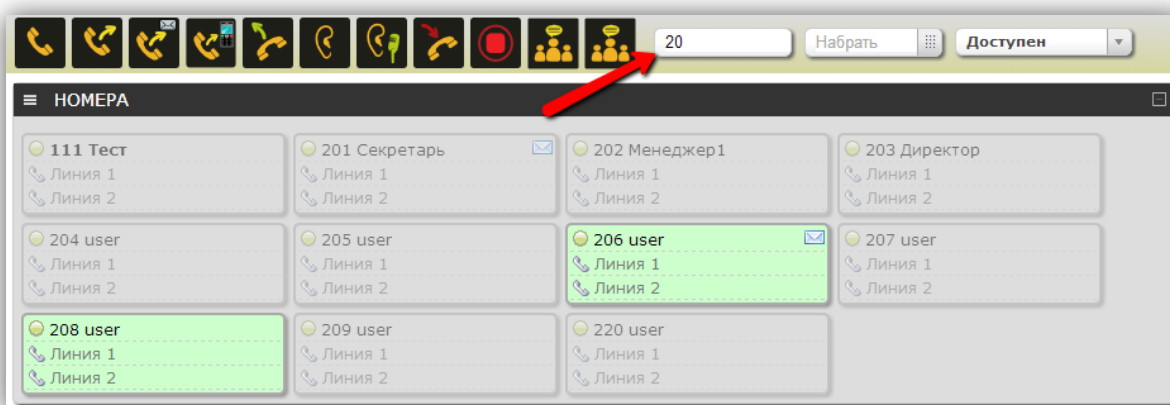 20 Набрать Доступен
НОМЕРА
111 Тест 201 Секретарь 202 Менеджер1 203 Директор
Линия 1 Линия 1 Линия 1 Линия 1
Линия 2 Линия 2 Линия 2 Линия 2
204 user 205 user 206 user 207 user
Линия 1 Линия 1 Линия 1 Линия 1
Линия 2 Линия 2 Линия 2 Линия 2
208 user 209 user 220 user
Линия 1 Линия 1 Линия 1
Линия 2 Линия 2 Линия 2